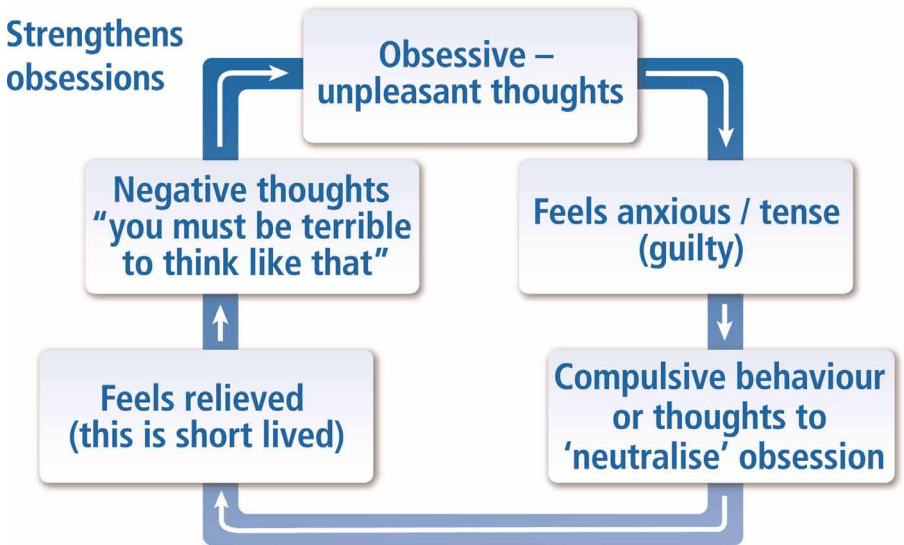 Strengthens
obsessions
Obsessive –
unpleasant thoughts
Feels anxious / tense
(guilty)
Compulsive behaviour
or thoughts to
‘neutralise’ obsession
Feels relieved
(this is short lived)
Negative thoughts
“you must be terrible
to think like that”